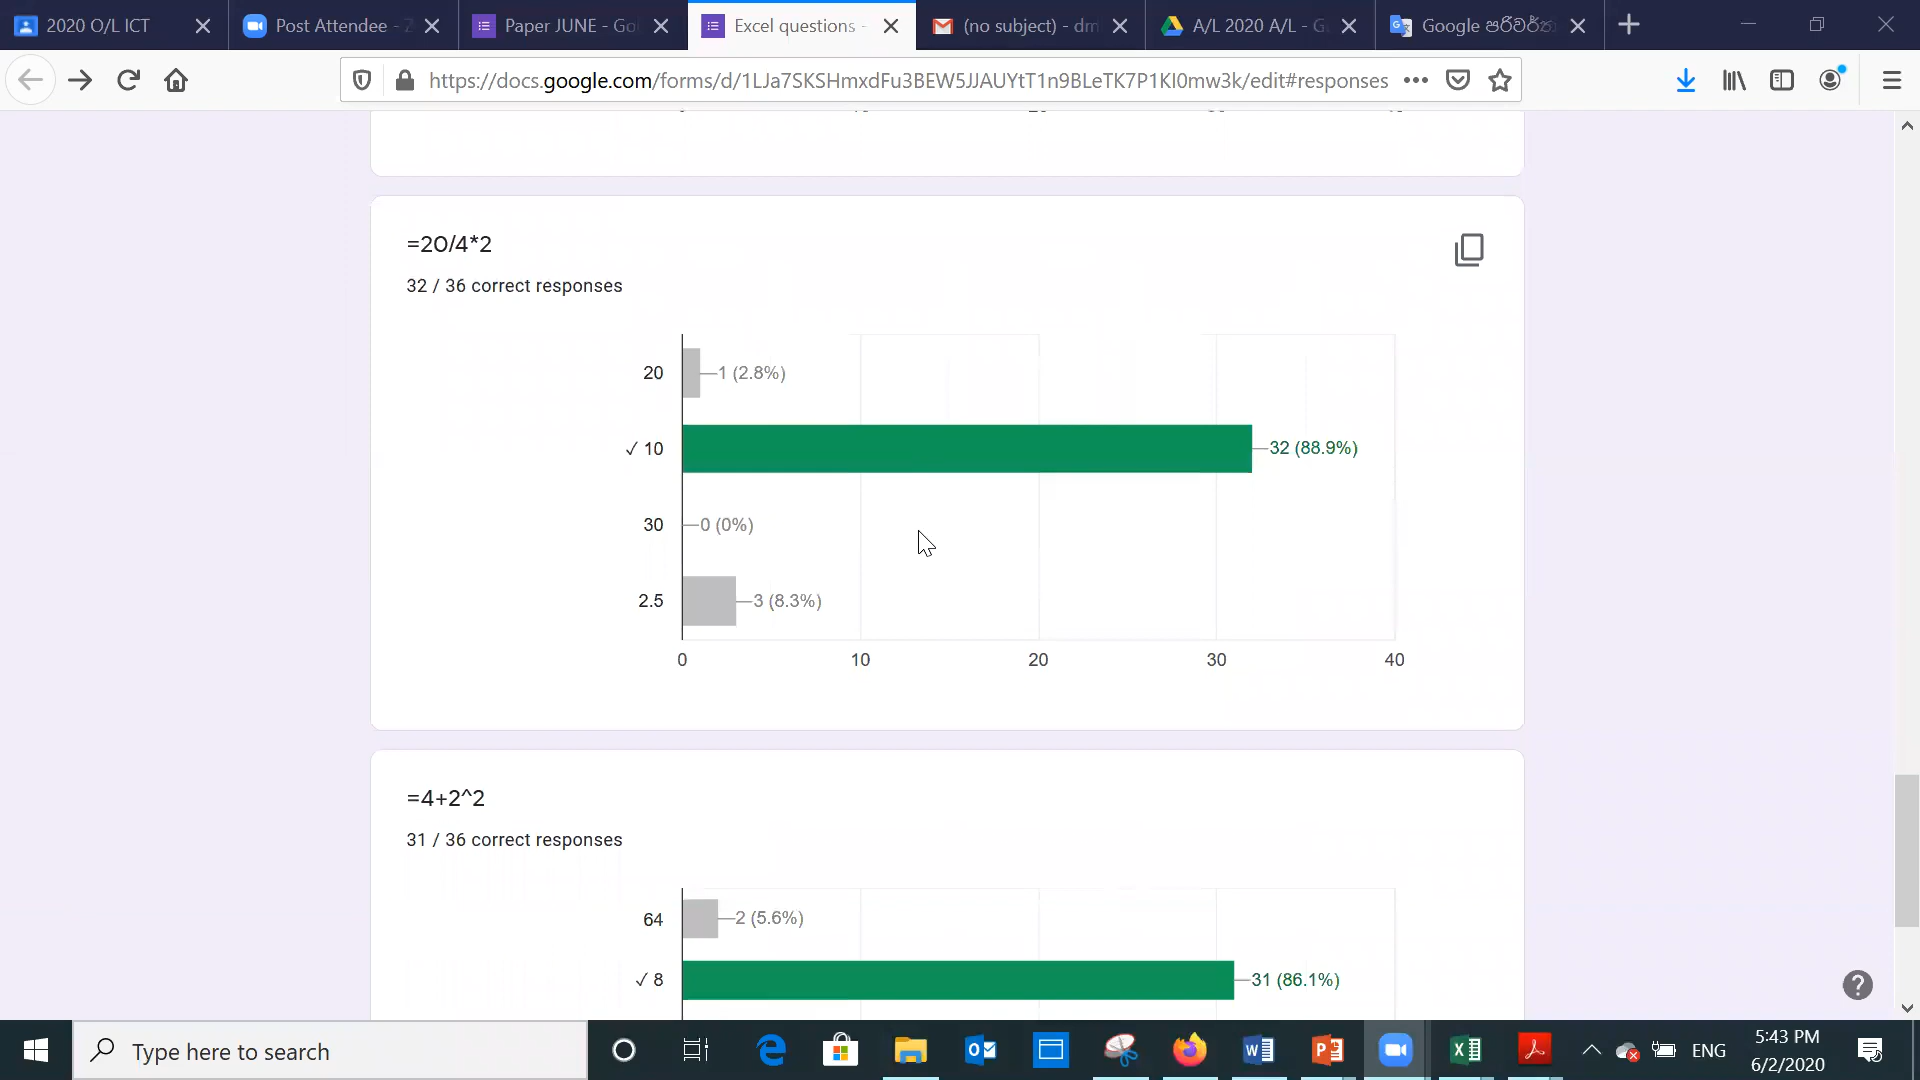 2020 O/L ICT
Post Attendee - Z
Paper JUNE - Go
Excel questions -
(no subject) - drn
A/L 2020 A/L - G
Google
https://docs.google.com/forms/d/1LJa7SKSHmxdFu3BEW5JJAUYtT1n9BLeTK7P1Kl0mw3k/edit#responses
=20/4*2
32 / 36 correct responses
20
1 (2.8%)
✓ 10
32 (88.9%)
30
0 (0%)
2.5
3 (8.3%)
0 10 20 30 40
=4+2^2
31 / 36 correct responses
64
2 (5.6%)
✓ 8
31 (86.1%)
Type here to search
ENG
5:43 PM
6/2/2020